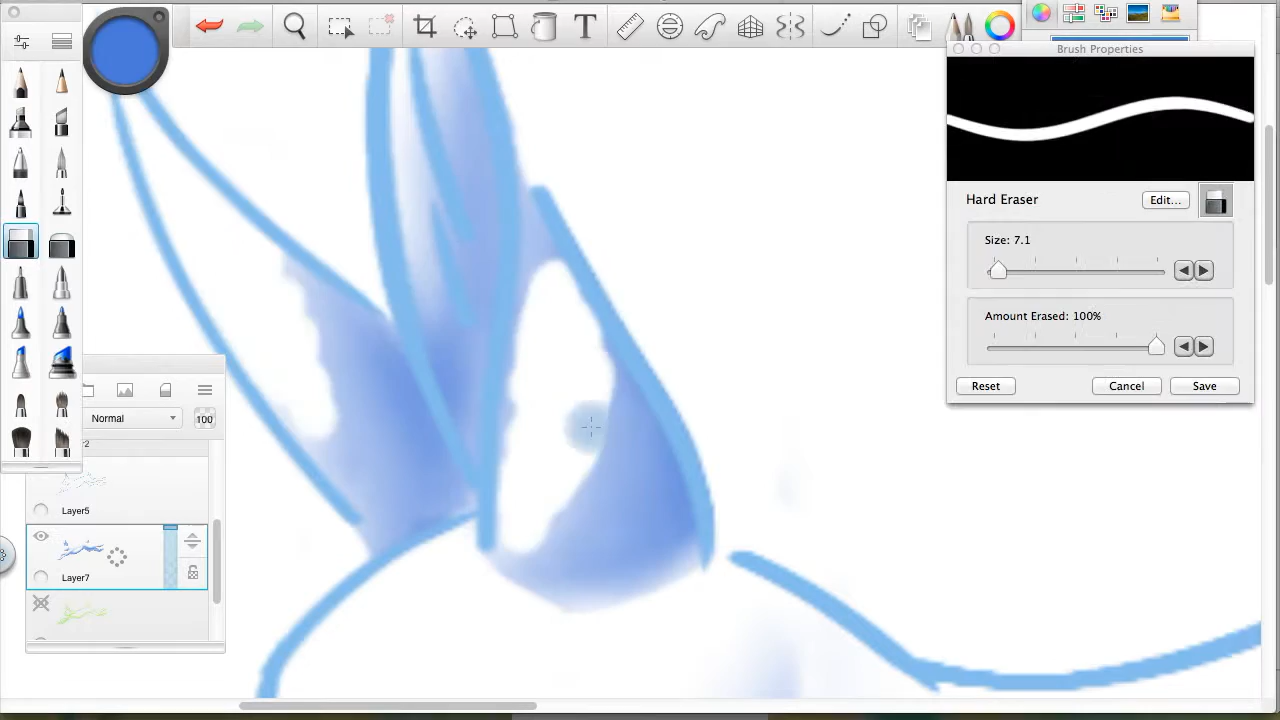 T
Brush Properties
Hard Eraser
Edit...
Size: 7.1
Amount Erased: 100%
Reset
Cancel
Save
Normal
100
Layer5
Layer7